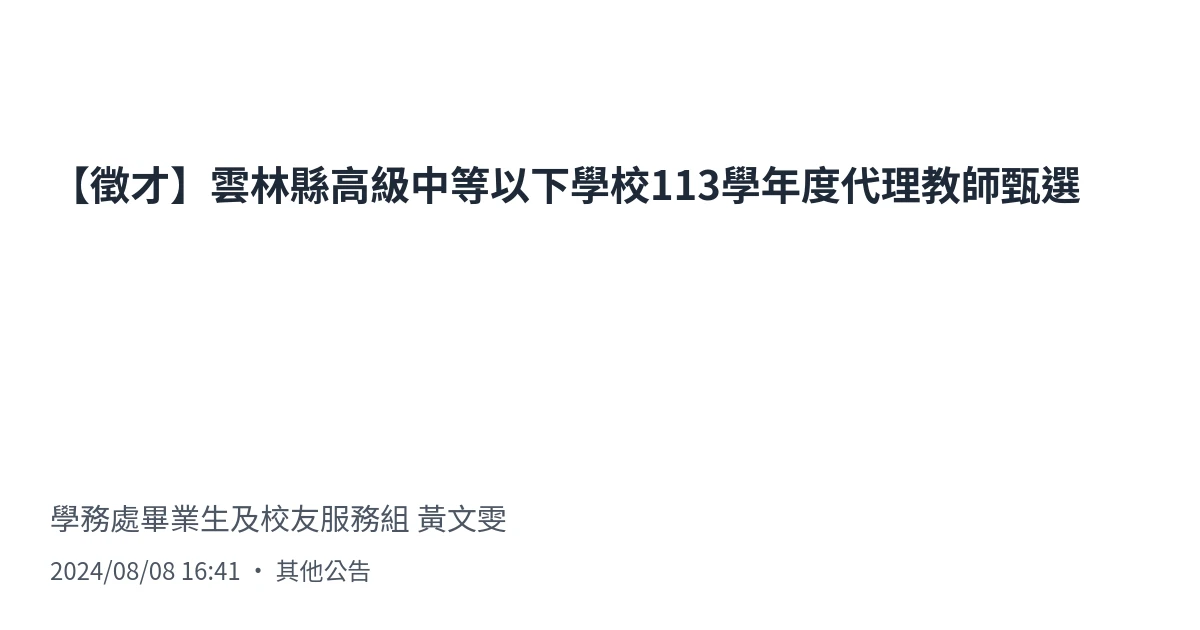 【徵才】雲林縣高級中等以下學校113學年度代理教師甄選
學務處畢業生及校友服務組 黃文雯
2024/08/08 16:41 ・ 其他公告